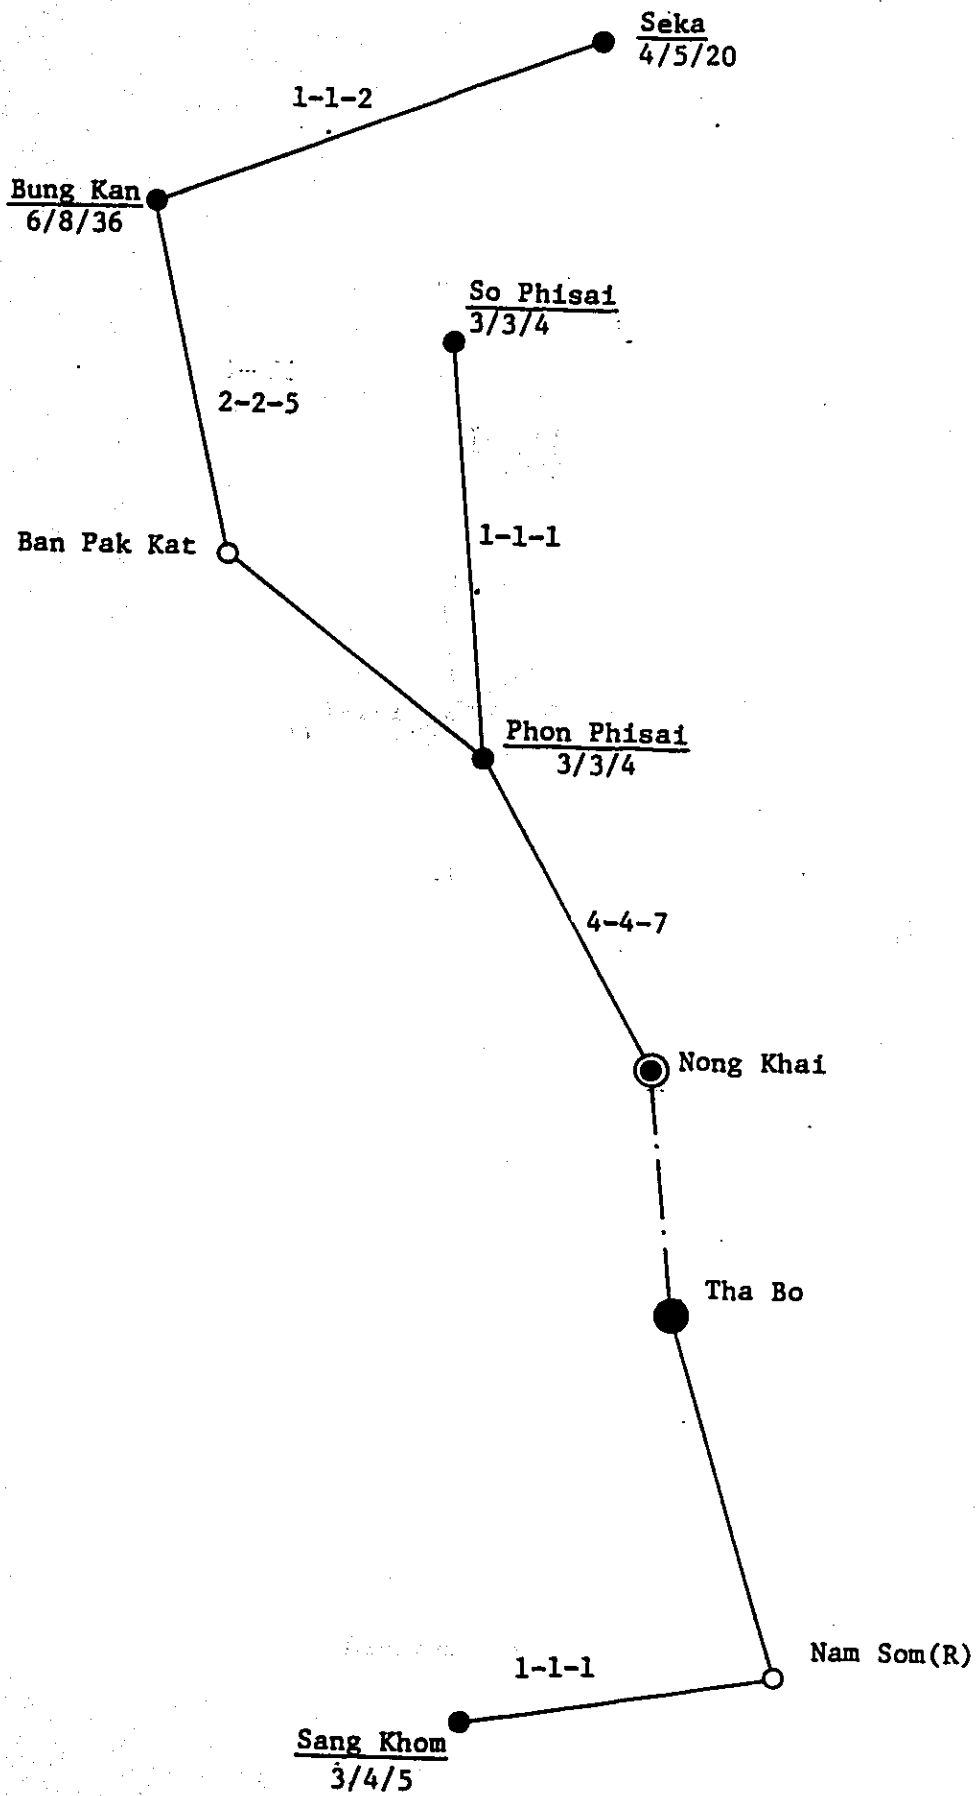 Seka
4/5/20
1-1-2
Bung Kan
6/8/36
So Phisai
3/3/4
2-2-5
1-1-1
Ban Pak Kat
Phon Phisai
3/3/4
4-4-7
Nong Khai
Tha Bo
Nam Som(R)
1-1-1
Sang Khom
3/4/5